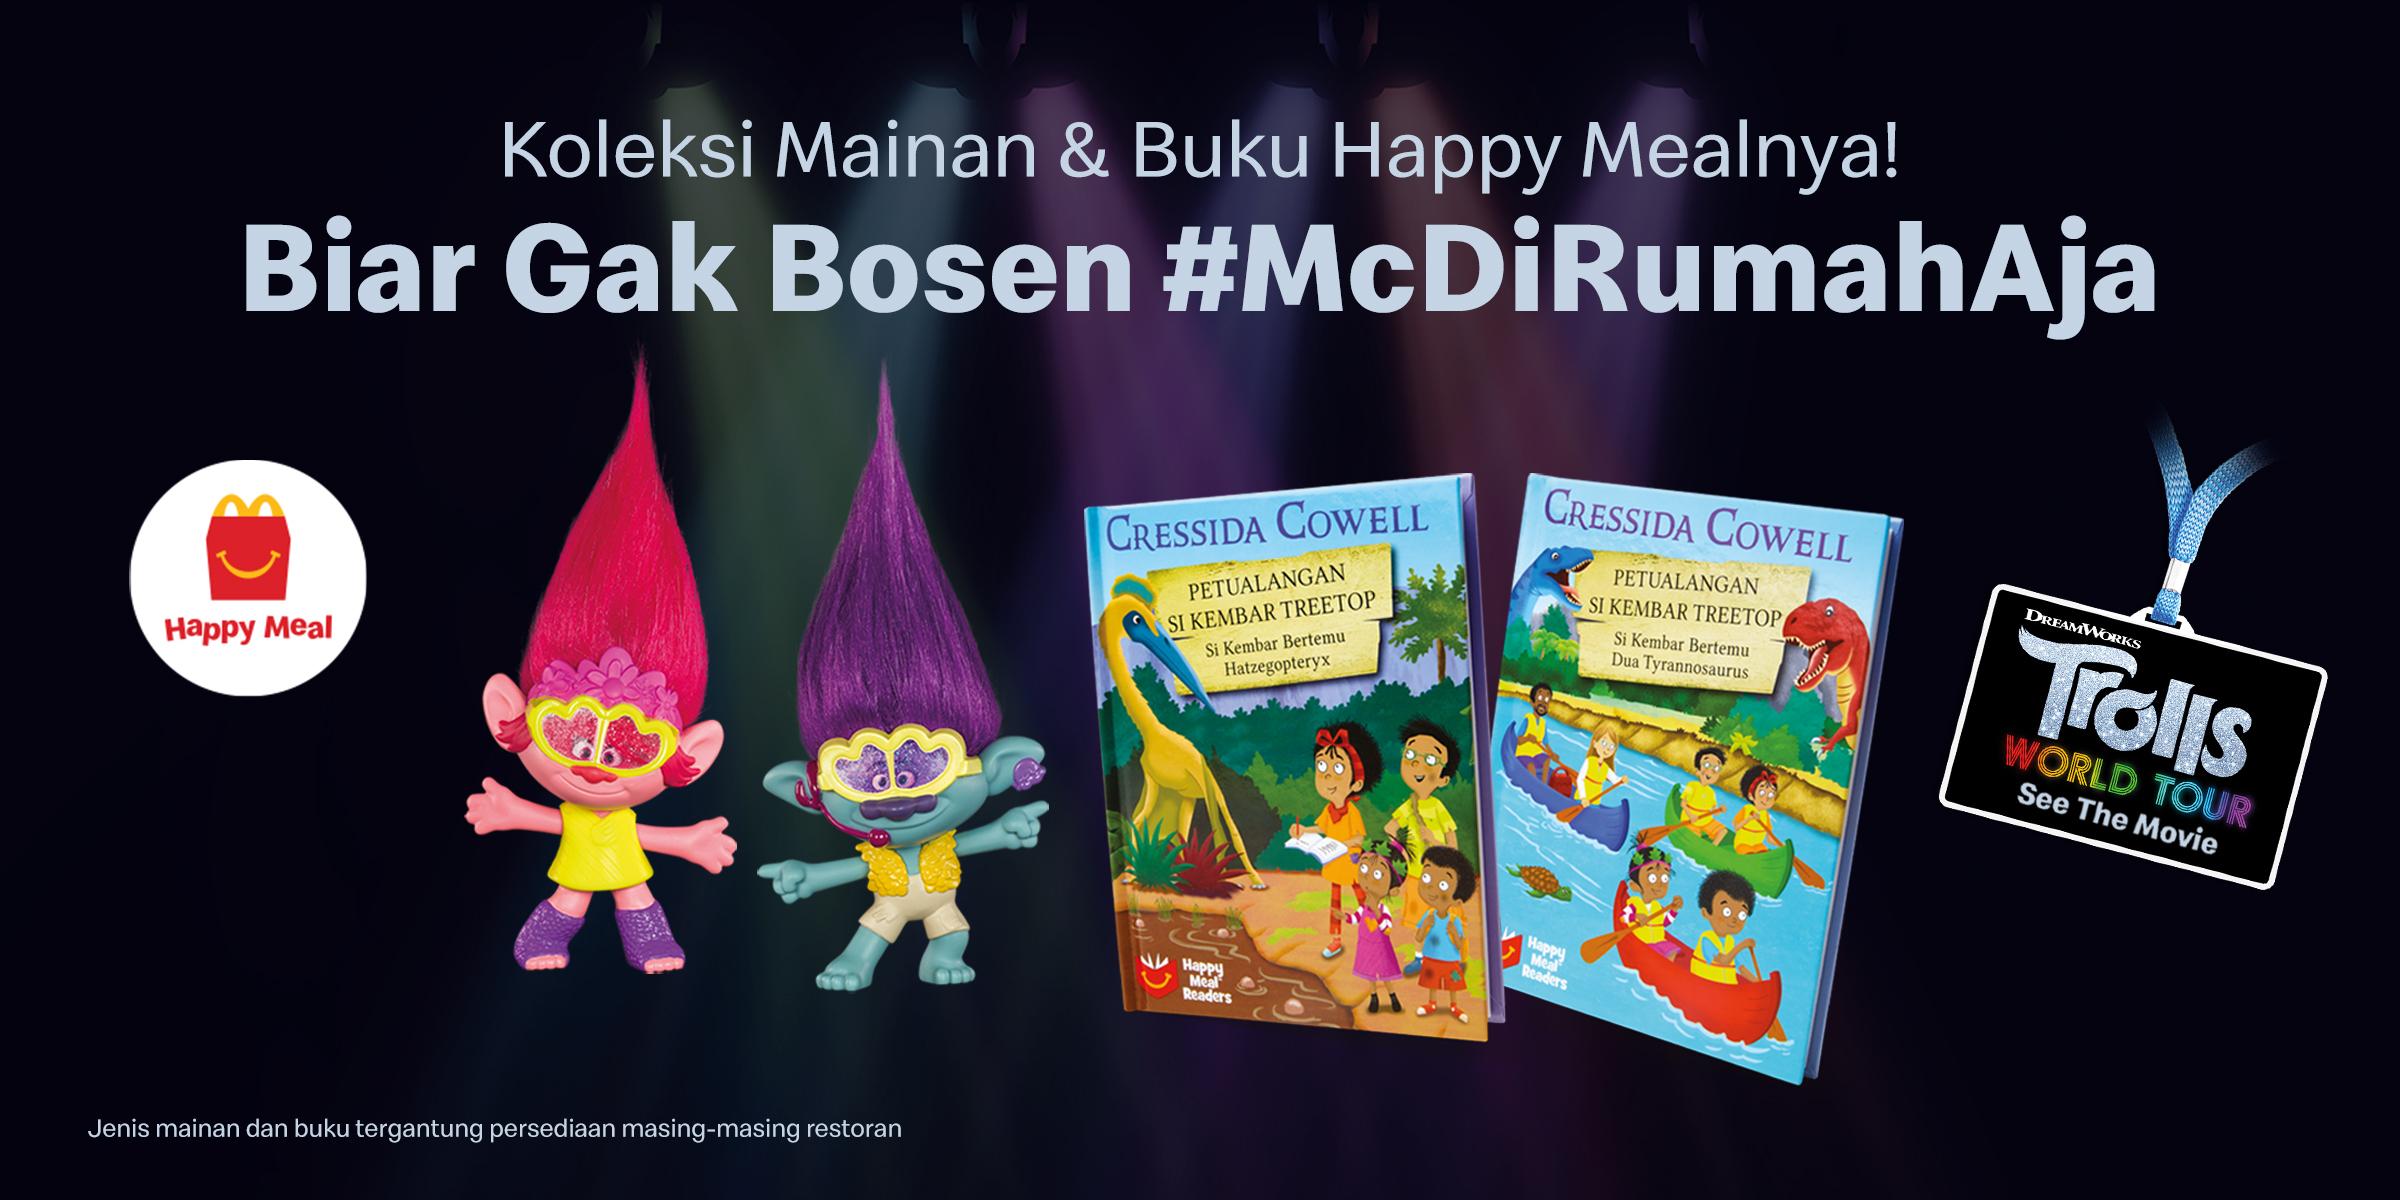 Koleksi Mainan & Buku Happy Mealnya!
Biar Gak Bosen #McDiRumahAja
Happy Meal
CRESSIDA COWELL
PETUALANGAN
SI KEMBAR TREETOP
Si Kembar Bertemu
Hatzegopteryx
Happy
Meal
Readers
CRESSIDA COWELL
PETUALANGAN
SI KEMBAR TREETOP
Si Kembar Bertemu
Dua Tyrannosaurus
Happy
Meal
Readers
DREAMWORKS
Trolls
WORLD TOUR
See The Movie
Jenis mainan dan buku tergantung persediaan masing-masing restoran